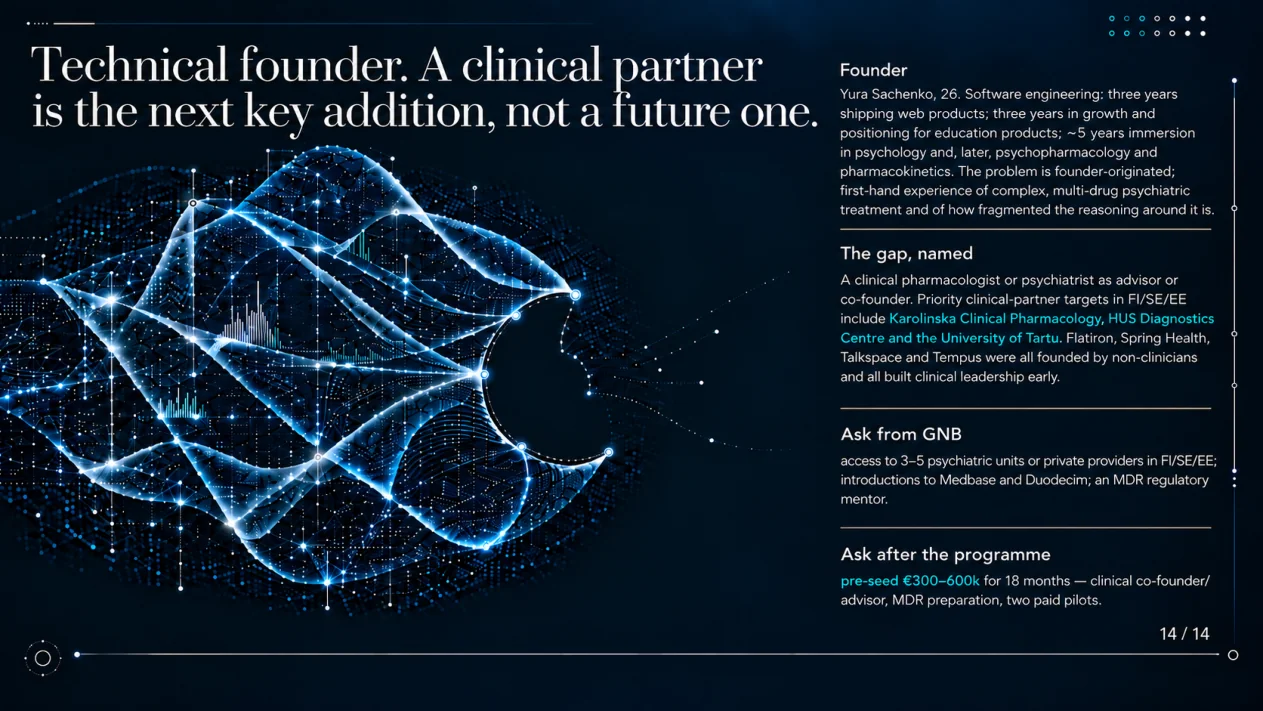 Technical founder. A clinical partner
is the next key addition, not a future one.
Founder
Yura Sachenko, 26. Software engineering: three years
shipping web products; three years in growth and
positioning for education products; ~5 years immersion
in psychology and, later, psychopharmacology and
pharmacokinetics. The problem is founder-originated;
first-hand experience of complex, multi-drug psychiatric
treatment and of how fragmented the reasoning around it is.
The gap, named
A clinical pharmacologist or psychiatrist as advisor or
co-founder. Priority clinical-partner targets in FI/SE/EE
include Karolinska Clinical Pharmacology, HUS Diagnostics
Centre and the University of Tartu. Flatiron, Spring Health,
Talkspace and Tempus were all founded by non-clinicians
and all built clinical leadership early.
Ask from GNB
access to 3–5 psychiatric units or private providers in FI/SE/EE;
introductions to Medbase and Duodecim; an MDR regulatory
mentor.
Ask after the programme
pre-seed €300–600k for 18 months — clinical co-founder/
advisor, MDR preparation, two paid pilots.
14 / 14